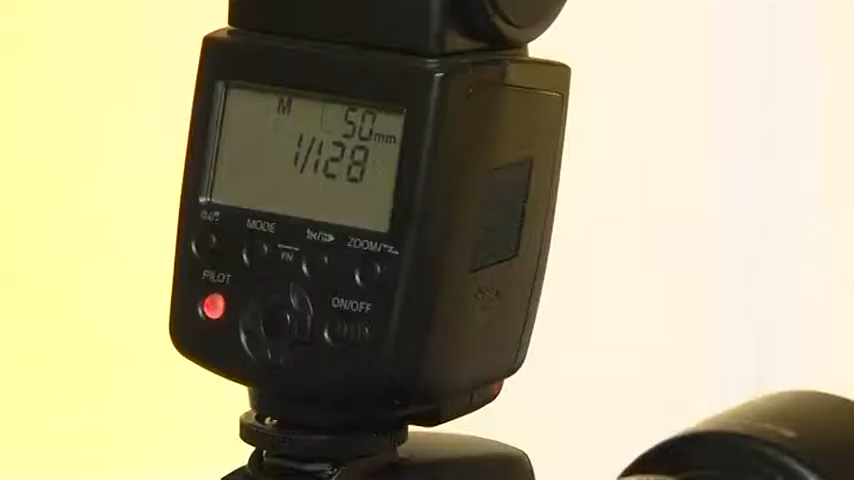 M
50mm
1/128
MODE
ZOOM/
FN
PILOT
ON/OFF